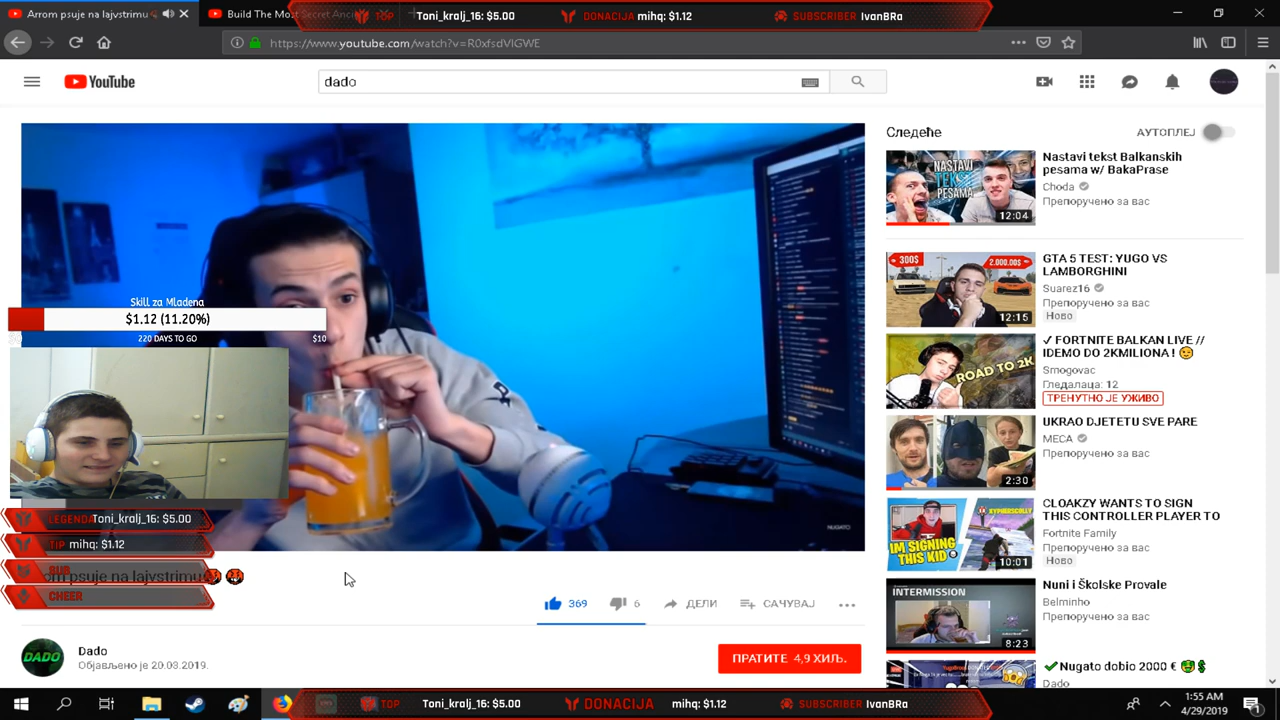 Arrom psuje na lajvstrimu
Build The Most Secret Anci
TOP Toni_kralj_16: $5.00 DONACIJA mihq: $1.12 SUBSCRIBER IvanBRa
https://www.youtube.com/watch?v=R0xfsdVIGWE
YouTube
dado
Следеће
АУТОПЛЕЈ
NASTAVI
TEKST
PESAMA
12:04
Nastavi tekst Balkanskih
pesama w/ BakaPrase
Choda
Препоручено за вас
300$
2.000.00$
12:15
GTA 5 TEST: YUGO VS
LAMBORGHINI
Suarez16
Препоручено за вас
Ново
ROAD TO 2K
✓ FORTNITE BALKAN LIVE //
IDEMO DO 2KMILIONA ! 😉
Smogovac
Гледалаца: 12
ТРЕНУТНО ЈЕ УЖИВО
2:30
UKRAO DJETETU SVE PARE
MECA
Препоручено за вас
IM SIGNING
THIS KID
XYPHERSCULLY
10:01
CLOAKZY WANTS TO SIGN
THIS CONTROLLER PLAYER TO
Fortnite Family
Препоручено за вас
Ново
INTERMISSION
8:23
Nuni i Školske Provale
Belminho
Препоручено за вас
✔Nugato dobio 2000 € 🤑💲
Dado
Skill za Mladena
$1.12 (11.20%)
220 DAYS TO GO
$10
NUGATO
LEGENDA Toni_kralj_16: $5.00
TIP mihq: $1.12
SUB
om psuje na lajvstrimu
CHEER
369
6
ДЕЛИ
САЧУВАЈ
DADO
Dado
Објављено је 20.03.2019.
ПРАТИТЕ 4,9 ХИЉ.
TOP Toni_kralj_16: $5.00 DONACIJA mihq: $1.12 SUBSCRIBER IvanBRa
1:55 AM
4/29/2019